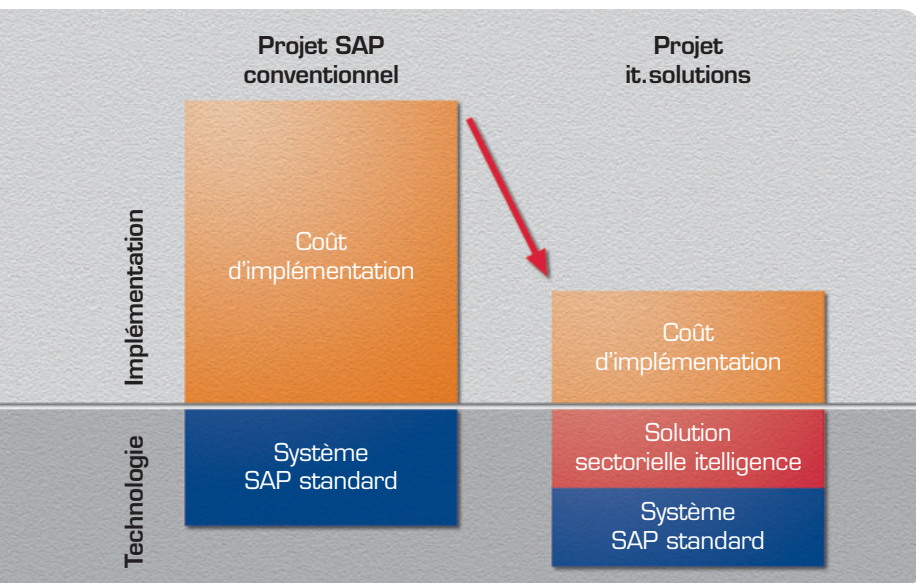 Projet SAP
conventionnel
Projet
it.solutions
Implémentation
Coût
d'implémentation
Coût
d'implémentation
Technologie
Système
SAP standard
Solution
sectorielle itelligence
Système
SAP standard